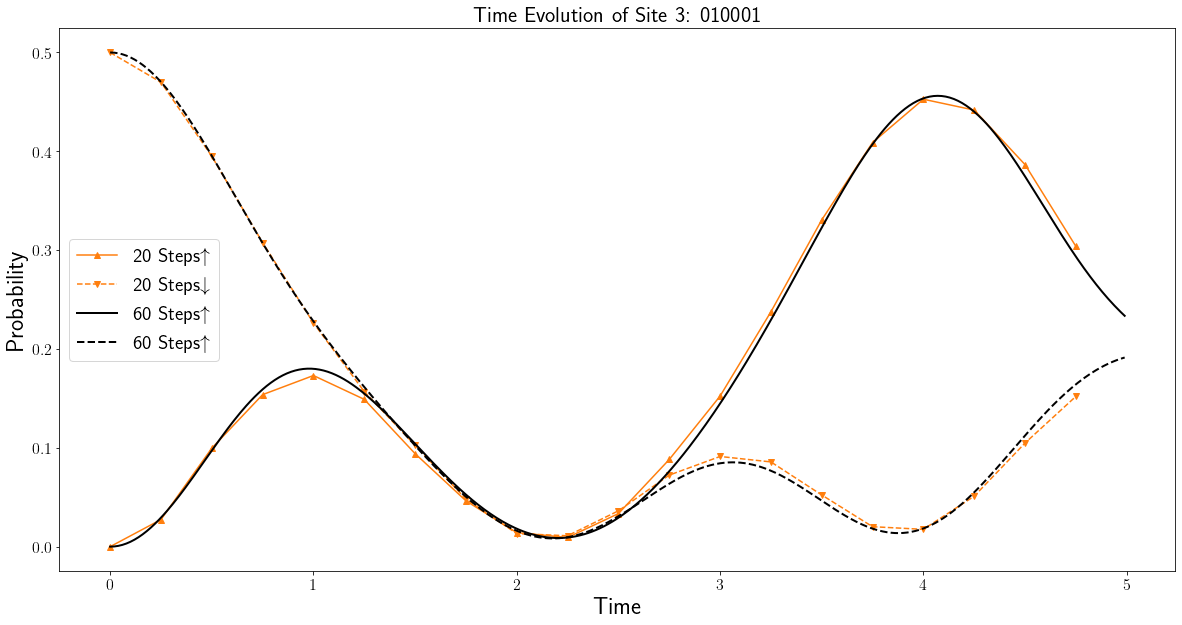 Time Evolution of Site 3: 010001
Probability
0.5
0.4
0.3
0.2
0.1
0.0
20 Steps↑
20 Steps↓
60 Steps↑
60 Steps↑
0 1 2 3 4 5
Time